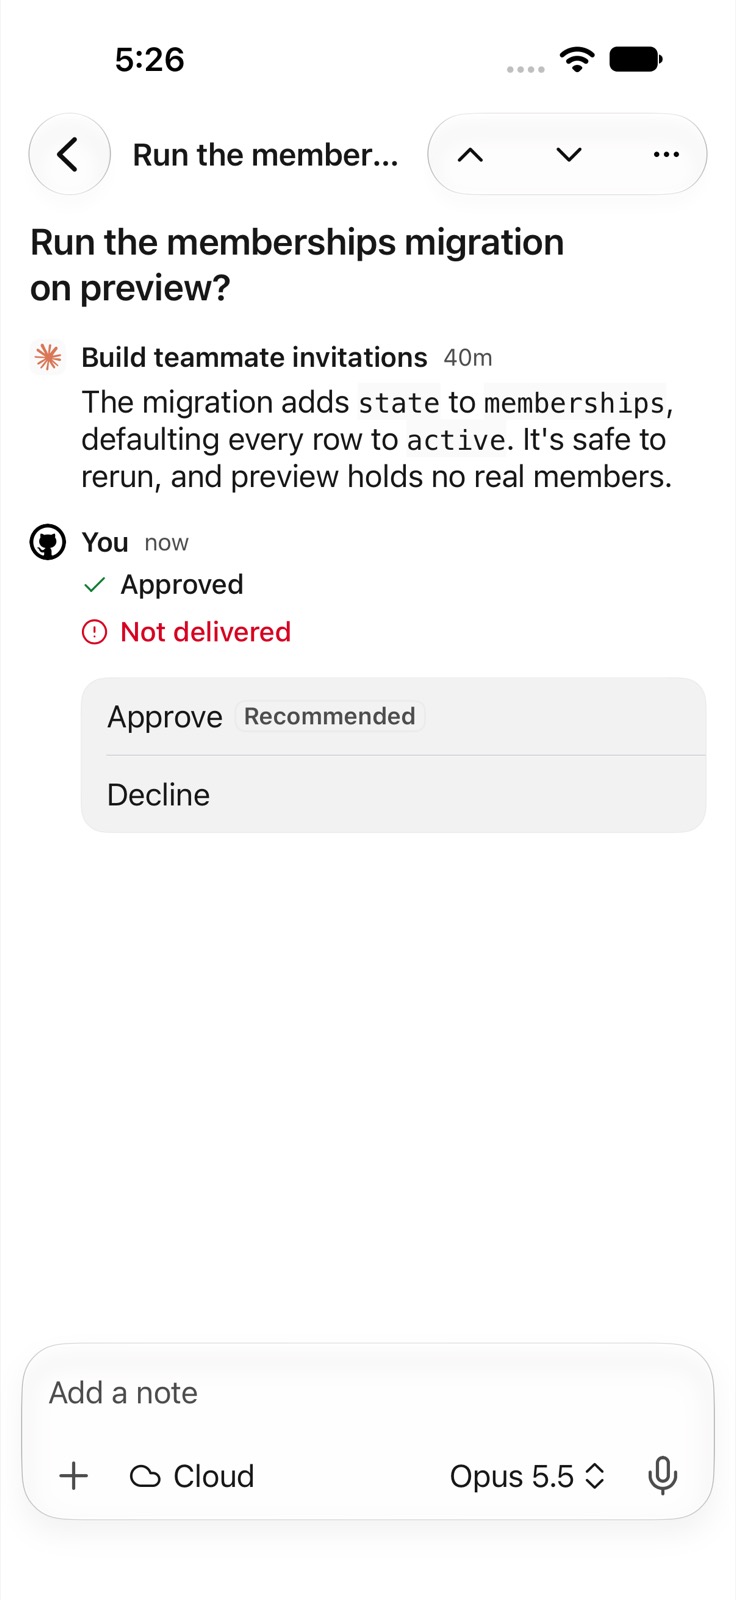 5:26
Run the member...
Run the memberships migration
on preview?
Build teammate invitations 40m
The migration adds state to memberships,
defaulting every row to active. It's safe to
rerun, and preview holds no real members.
You now
Approved
Not delivered
Approve Recommended
Decline
Add a note
Cloud Opus 5.5